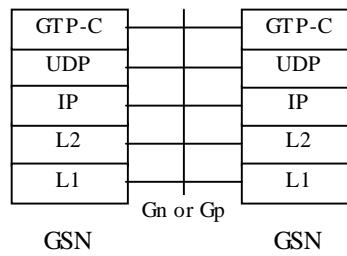 GTP-C GTP-C
UDP UDP
IP IP
L2 L2
L1 L1
Gn or Gp
GSN GSN